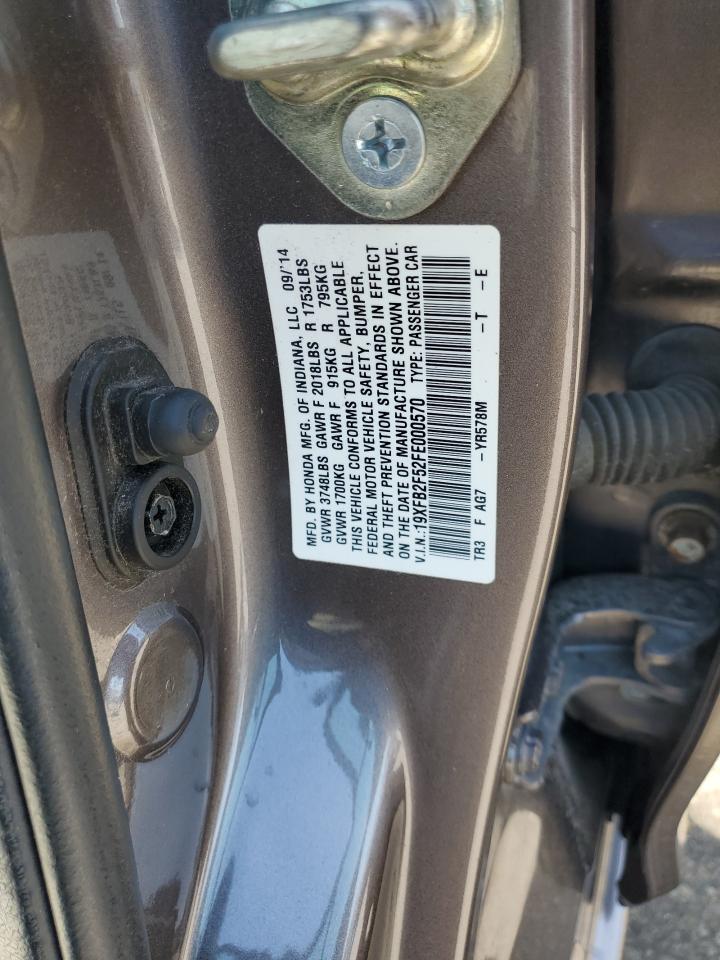 MFD. BY HONDA MFG. OF INDIANA, LLC 09/'14
GVWR 3748LBS GAWR F 2018LBS R 1753LBS
GVWR 1700KG GAWR F 915KG R 795KG
THIS VEHICLE CONFORMS TO ALL APPLICABLE
FEDERAL MOTOR VEHICLE SAFETY, BUMPER,
AND THEFT PREVENTION STANDARDS IN EFFECT
ON THE DATE OF MANUFACTURE SHOWN ABOVE.
V.I.N.:19XFB2F52FE000570 TYPE: PASSENGER CAR
TR3 F AG7 -YR578M -T -E